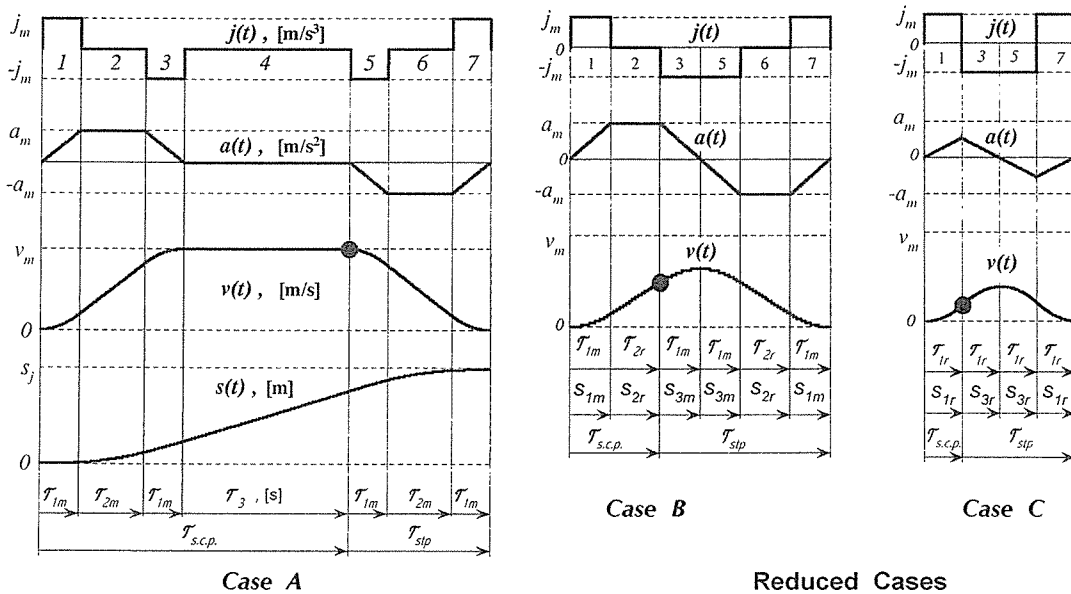 j_m
j(t) , [m/s³]
1 2 3 4 5 6 7
-j_m
a_m
a(t) , [m/s²]
-a_m
v_m
v(t) , [m/s]
0
s_j
s(t) , [m]
0
τ_1m τ_2m τ_1m τ_3 , [s] τ_1m τ_2m τ_1m
τ_s.c.p. τ_stp
Case A
j_m
j(t)
0
-j_m
1 2 3 5 6 7
a_m
a(t)
0
-a_m
v_m
v(t)
0
τ_1m τ_2r τ_1m τ_1m τ_2r τ_1m
s_1m s_2r s_3m s_3m s_2r s_1m
τ_s.c.p. τ_stp
Case B
j_m
j(t)
0
-j_m
1 3 5 7
a_m
a(t)
0
-a_m
v_m
v(t)
0
τ_1r τ_1r τ_1r τ_1r
s_1r s_3r s_3r s_1r
τ_s.c.p. τ_stp
Case C
Reduced Cases